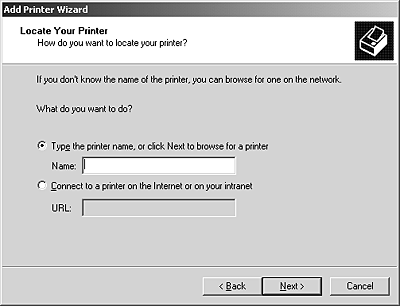 Add Printer Wizard
Locate Your Printer
How do you want to locate your printer?
If you don't know the name of the printer, you can browse for one on the network.
What do you want to do?
Type the printer name, or click Next to browse for a printer
Name:
Connect to a printer on the Internet or on your intranet
URL:
< Back Next > Cancel